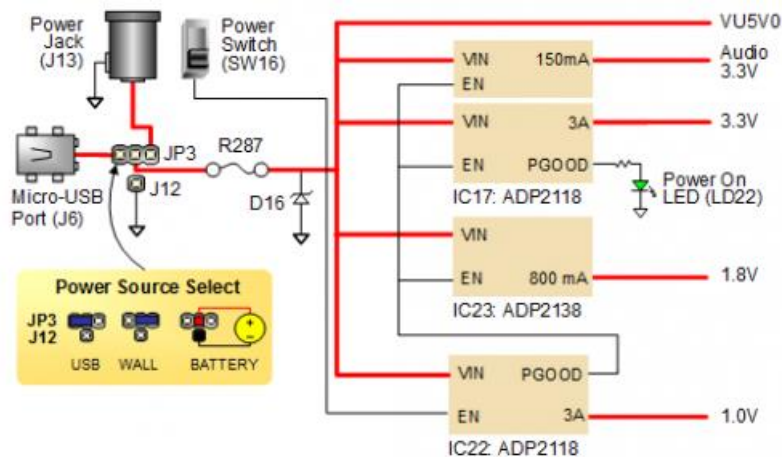 Power
Jack
(J13)
Power
Switch
(SW16)
VU5V0
VIN 150mA
EN
Audio
3.3V
VIN 3A
3.3V
EN PGOOD
IC17: ADP2118
Power On
LED (LD22)
JP3
R287
J12
D16
Micro-USB
Port (J6)
VIN
EN 800 mA
1.8V
IC23: ADP2138
Power Source Select
JP3
J12
USB WALL BATTERY
+
–
VIN PGOOD
EN 3A
1.0V
IC22: ADP2118